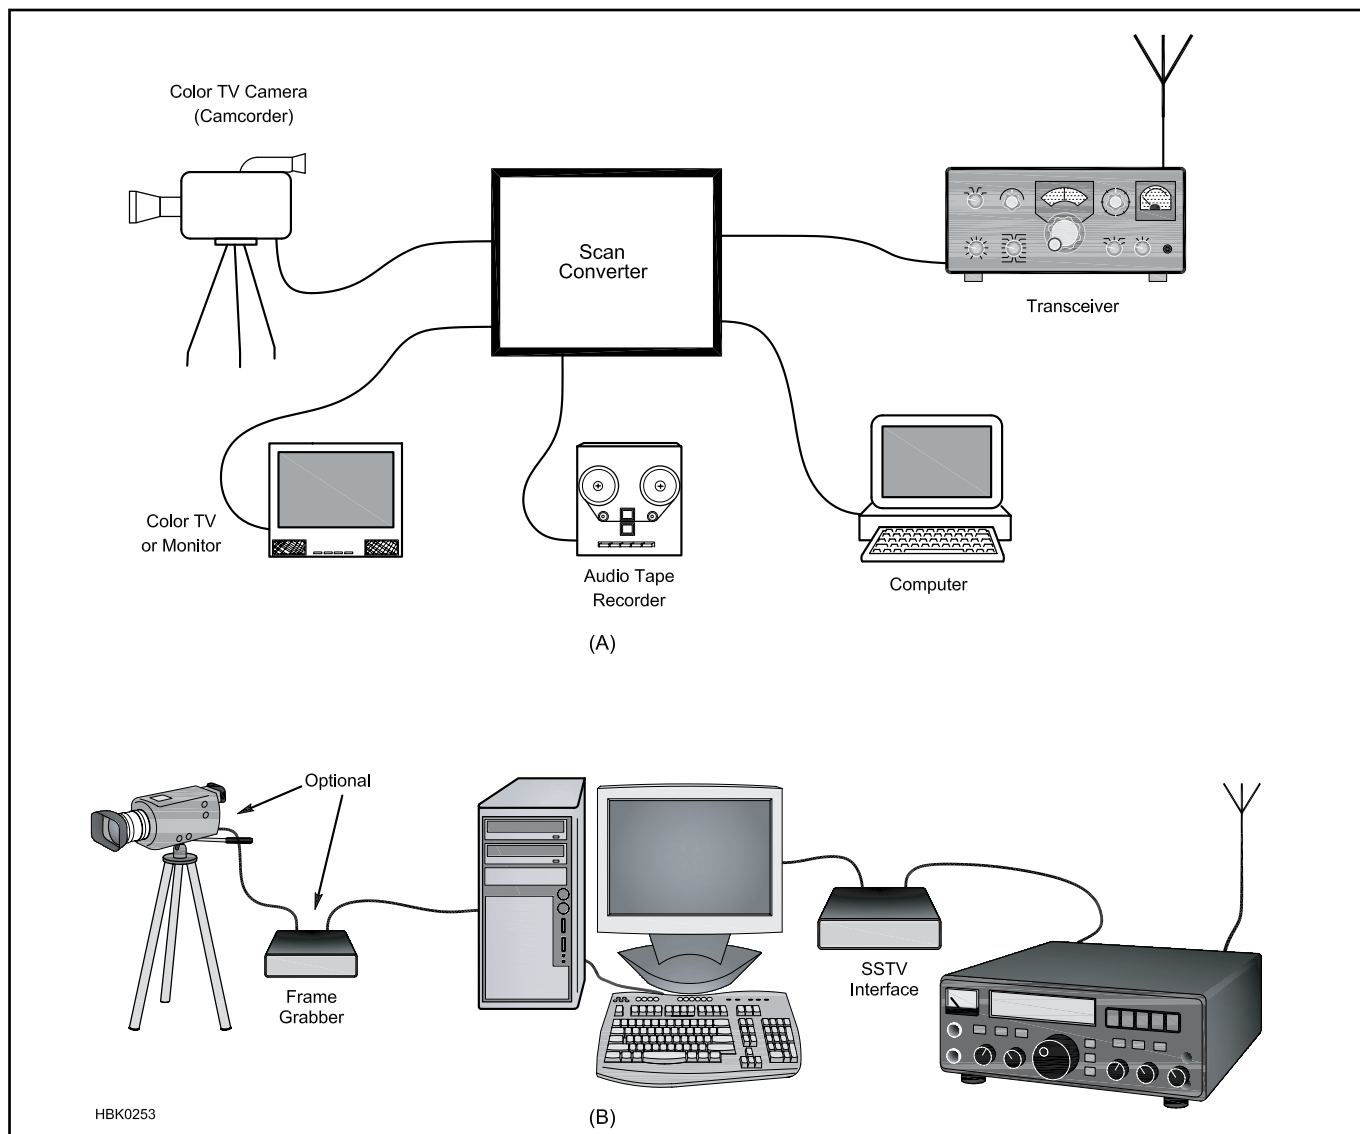 Color TV Camera
(Camcorder)
Scan
Converter
Transceiver
Color TV
or Monitor
Audio Tape
Recorder
Computer
(A)
Optional
Frame
Grabber
SSTV
Interface
HBK0253
(B)